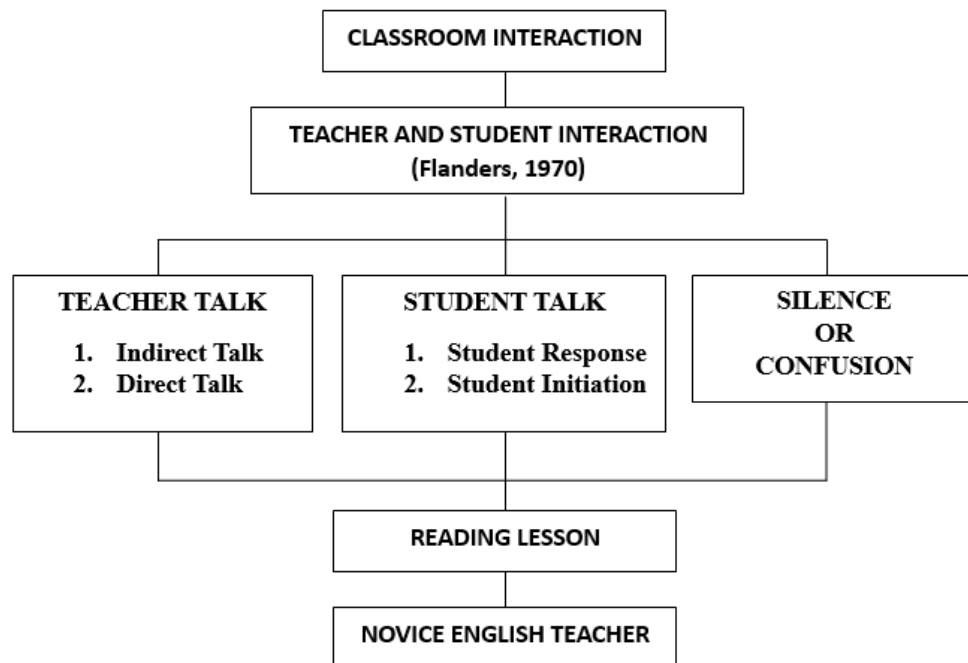 CLASSROOM INTERACTION
TEACHER AND STUDENT INTERACTION
(Flanders, 1970)
TEACHER TALK
1. Indirect Talk
2. Direct Talk
STUDENT TALK
1. Student Response
2. Student Initiation
SILENCE
OR
CONFUSION
READING LESSON
NOVICE ENGLISH TEACHER